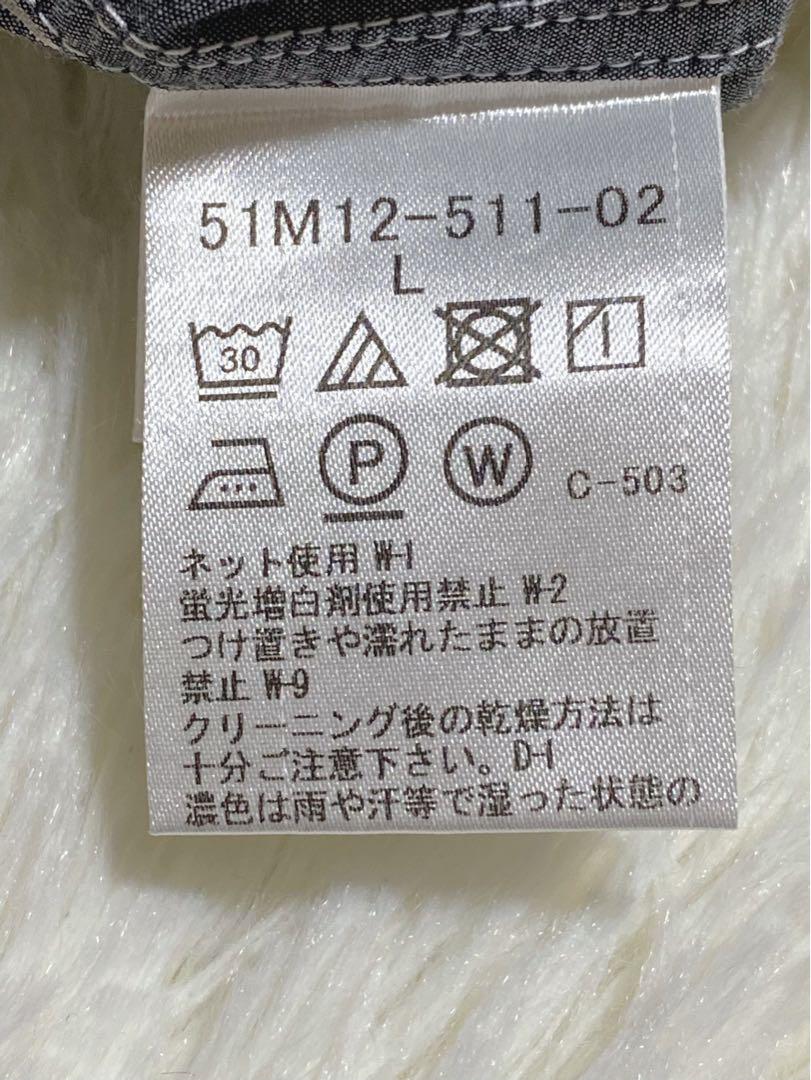 51M12-511-02
L
30
P W C-503
ネット使用 W-1
蛍光増白剤使用禁止 W-2
つけ置きや濡れたままの放置
禁止 W-9
クリーニング後の乾燥方法は
十分ご注意下さい。D-1
濃色は雨や汗等で湿った状態の